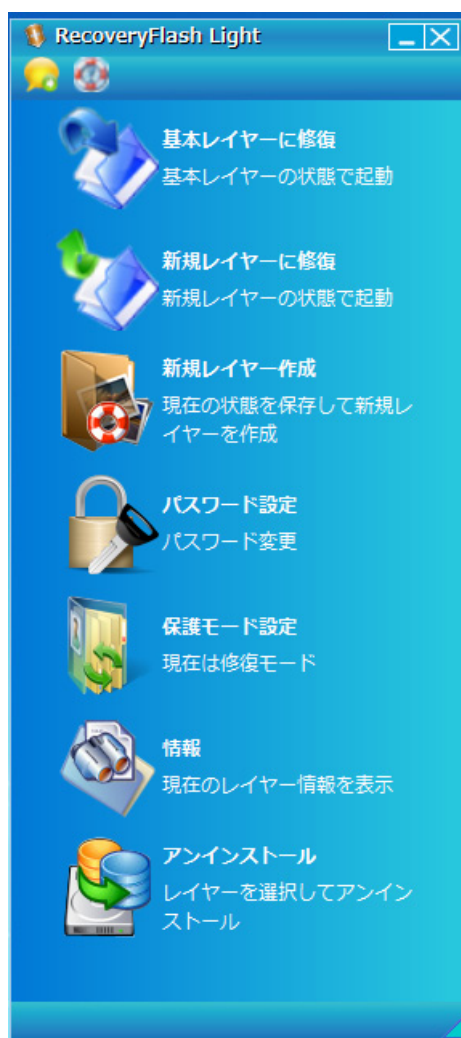 RecoveryFlash Light
基本レイヤーに修復
基本レイヤーの状態で起動
新規レイヤーに修復
新規レイヤーの状態で起動
新規レイヤー作成
現在の状態を保存して新規レ
イヤーを作成
パスワード設定
パスワード変更
保護モード設定
現在は修復モード
情報
現在のレイヤー情報を表示
アンインストール
レイヤーを選択してアンイン
ストール